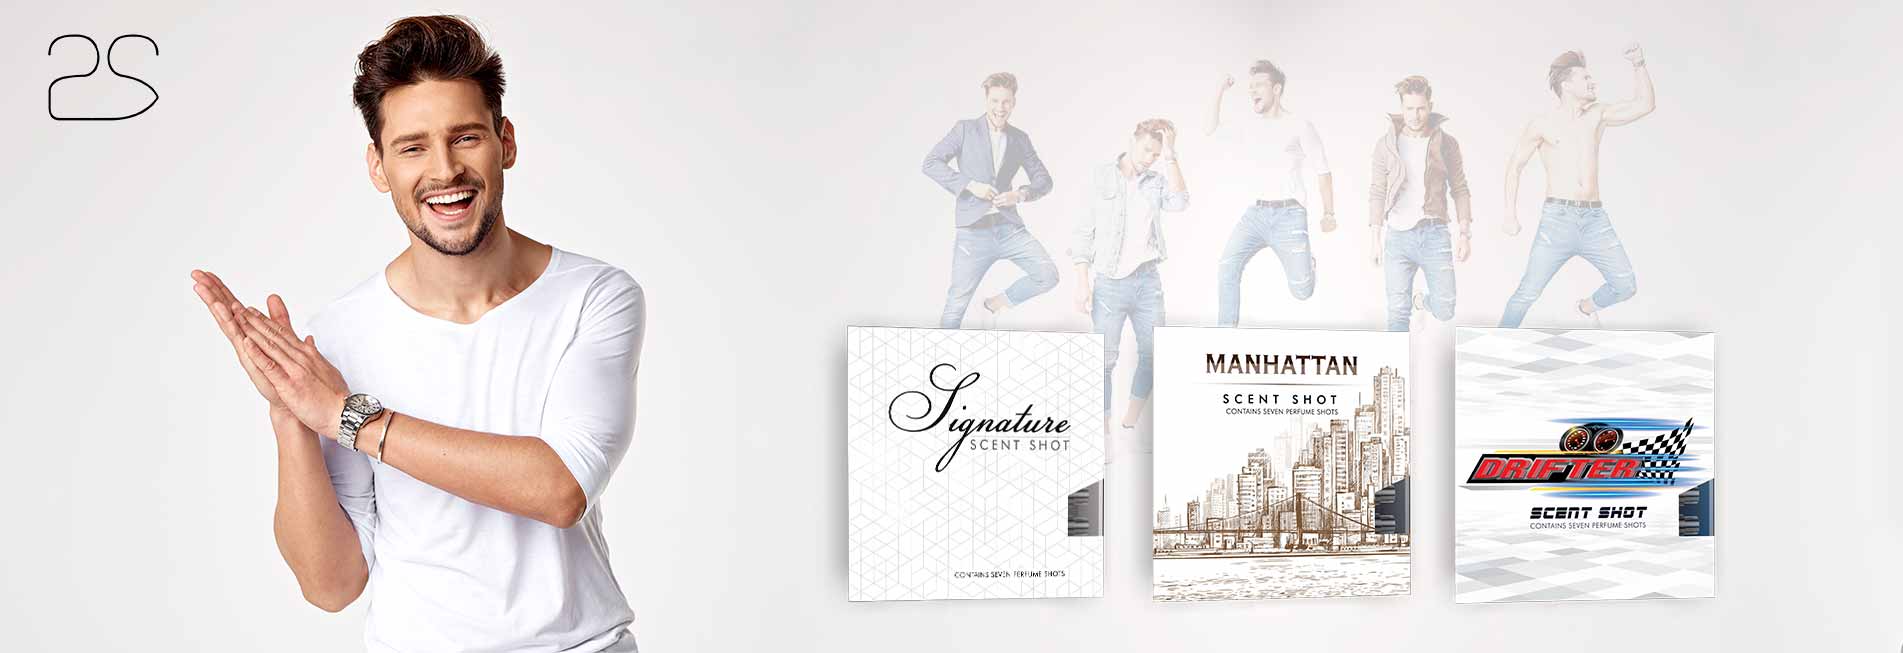 2S
Signature
SCENT SHOT
CONTAINS SEVEN PERFUME SHOTS
MANHATTAN
SCENT SHOT
CONTAINS SEVEN PERFUME SHOTS
DRIFTER
SCENT SHOT
CONTAINS SEVEN PERFUME SHOTS